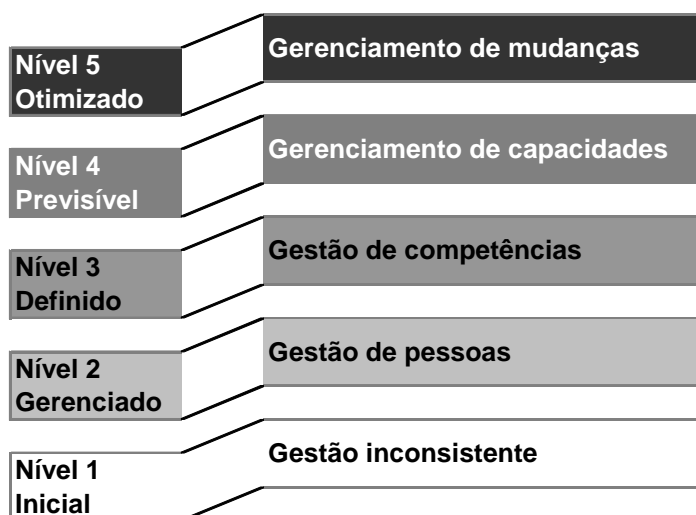 Gerenciamento de mudanças
Nível 5
Otimizado
Gerenciamento de capacidades
Nível 4
Previsível
Gestão de competências
Nível 3
Definido
Gestão de pessoas
Nível 2
Gerenciado
Gestão inconsistente
Nível 1
Inicial